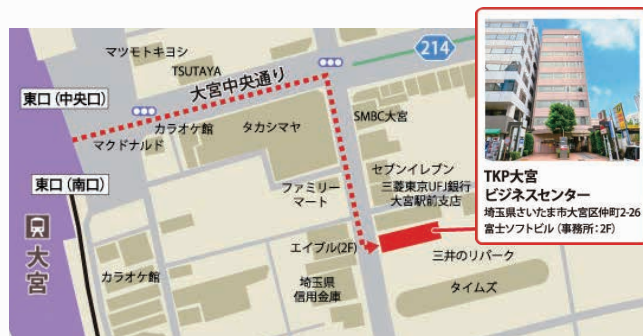 マツモトキヨシ
TSUTAYA
大宮中央通り
214
東口(中央口)
カラオケ館
タカシマヤ
マクドナルド
SMBC大宮
東口(南口)
セブンイレブン
三菱東京UFJ銀行
大宮駅前支店
ファミリー
マート
大宮
エイブル(2F)
カラオケ館
埼玉県
信用金庫
三井のリパーク
タイムズ
TKP大宮
ビジネスセンター
埼玉県さいたま市大宮区仲町2-26
富士ソフトビル(事務所:2F)